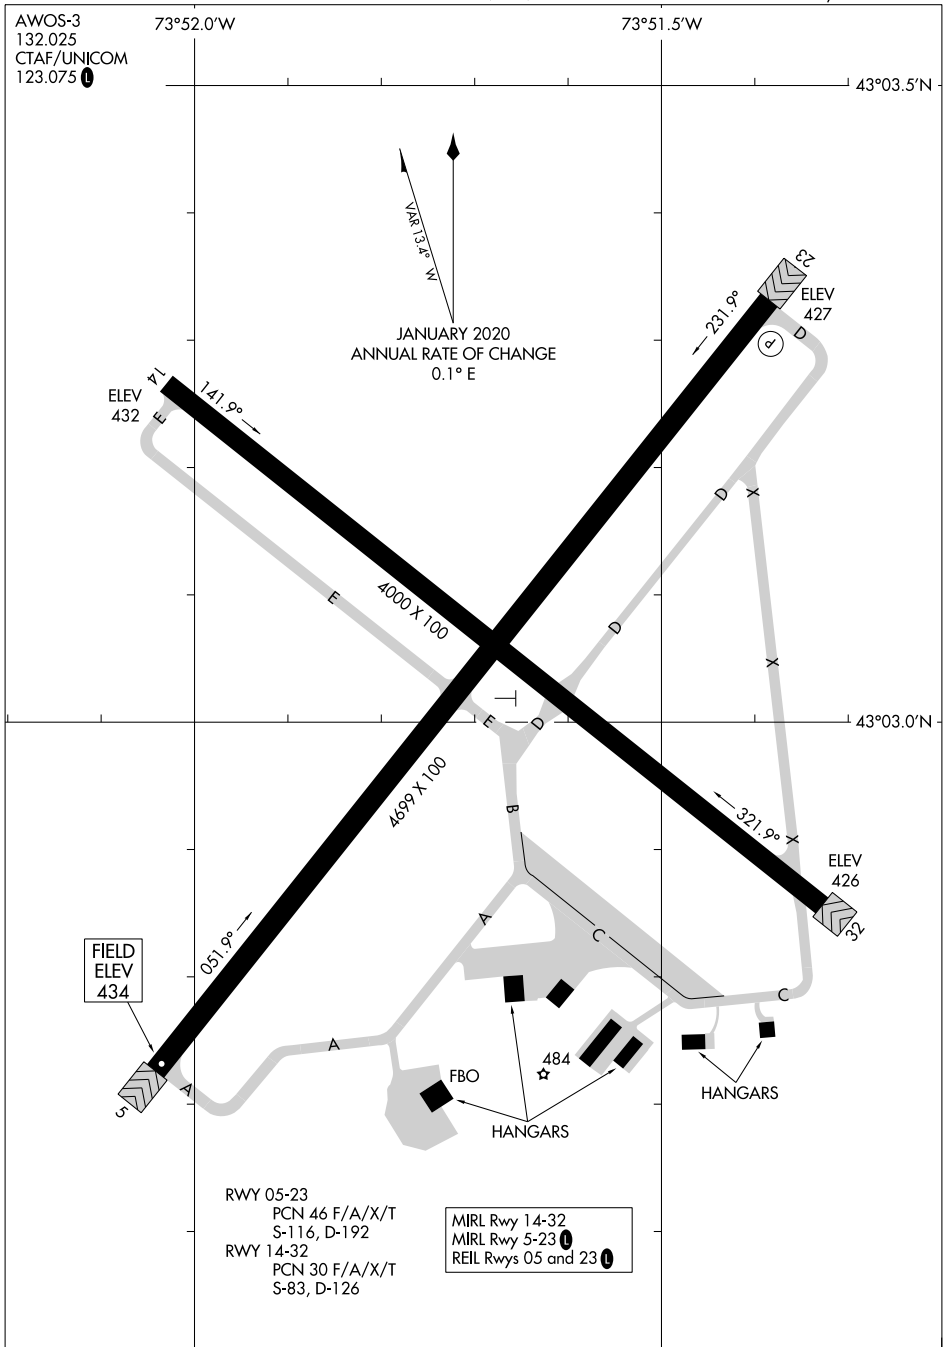 AWOS-3
132.025
CTAF/UNICOM
123.075 L
73°52.0'W
73°51.5'W
43°03.5'N
VAR 13.4° W
JANUARY 2020
ANNUAL RATE OF CHANGE
0.1° E
23
ELEV
427
231.9°
P
D
14
ELEV
432
141.9°
E
D
X
E
4000 X 100
D
X
E
D
43°03.0'N
4699 X 100
B
321.9°
X
ELEV
426
32
A
C
051.9°
FIELD
ELEV
434
C
A
484
A
FBO
5
HANGARS
HANGARS
RWY 05-23
PCN 46 F/A/X/T
S-116, D-192
RWY 14-32
PCN 30 F/A/X/T
S-83, D-126
MIRL Rwy 14-32
MIRL Rwy 5-23 L
REIL Rwys 05 and 23 L